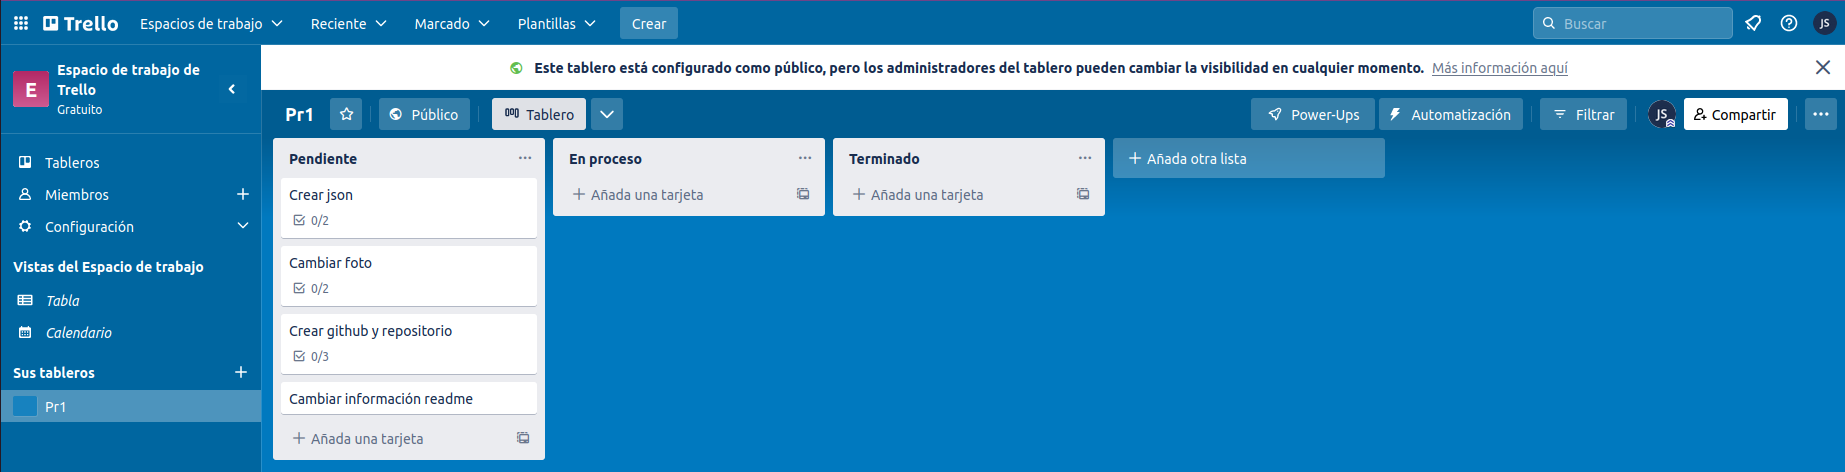 Trello
Espacios de trabajo
Reciente
Marcado
Plantillas
Crear
Buscar
JS
E
Espacio de trabajo de
Trello
Gratuito
Este tablero está configurado como público, pero los administradores del tablero pueden cambiar la visibilidad en cualquier momento. Más información aquí
Pr1
Público
Tablero
Power-Ups
Automatización
Filtrar
JS
Compartir
Tableros
Miembros
Configuración
Vistas del Espacio de trabajo
Tabla
Calendario
Sus tableros
Pr1
Pendiente
Crear json
0/2
Cambiar foto
0/2
Crear github y repositorio
0/3
Cambiar información readme
Añada una tarjeta
En proceso
Añada una tarjeta
Terminado
Añada una tarjeta
Añada otra lista